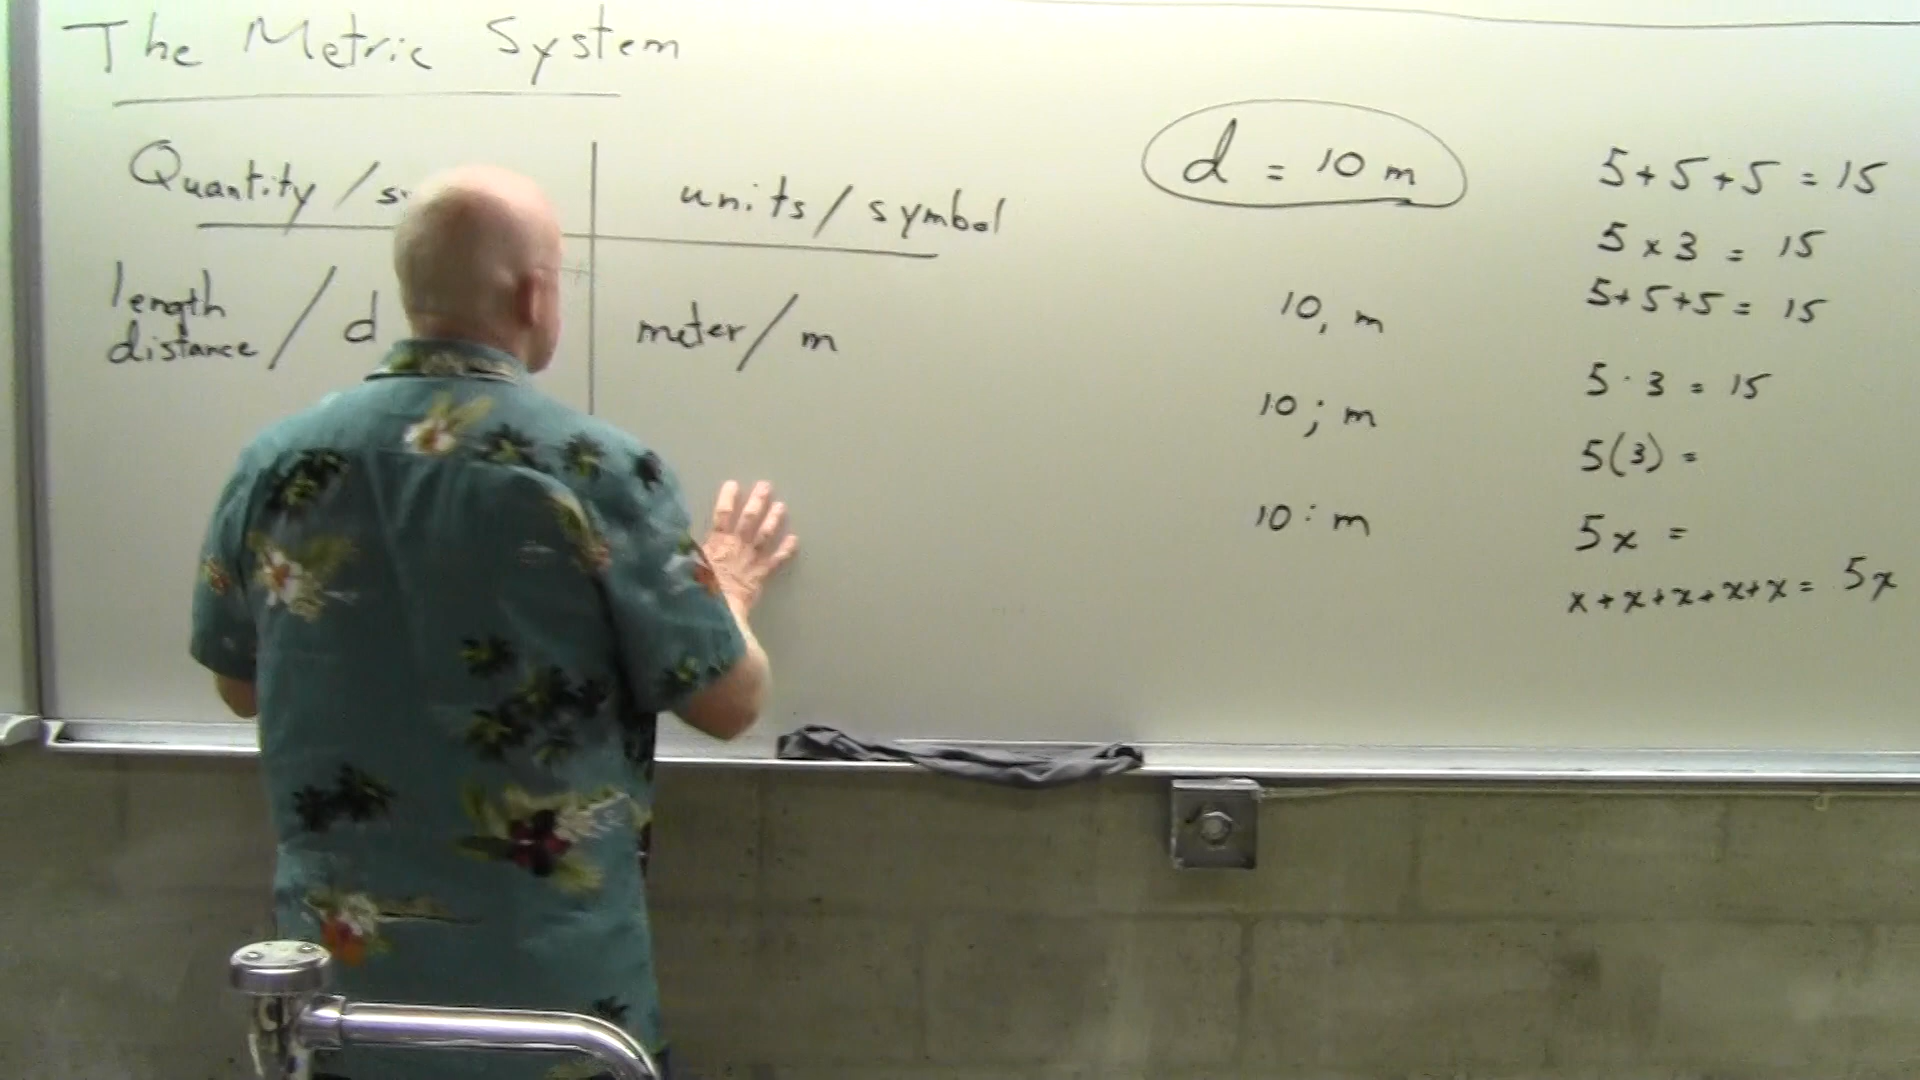 The Metric System
Quantity / s
units / symbol
length
distance / d
meter / m
d = 10 m
10, m
10 ; m
10 : m
5 + 5 + 5 = 15
5 x 3 = 15
5 + 5 + 5 = 15
5 · 3 = 15
5(3) =
5x =
x + x + x + x + x = 5x